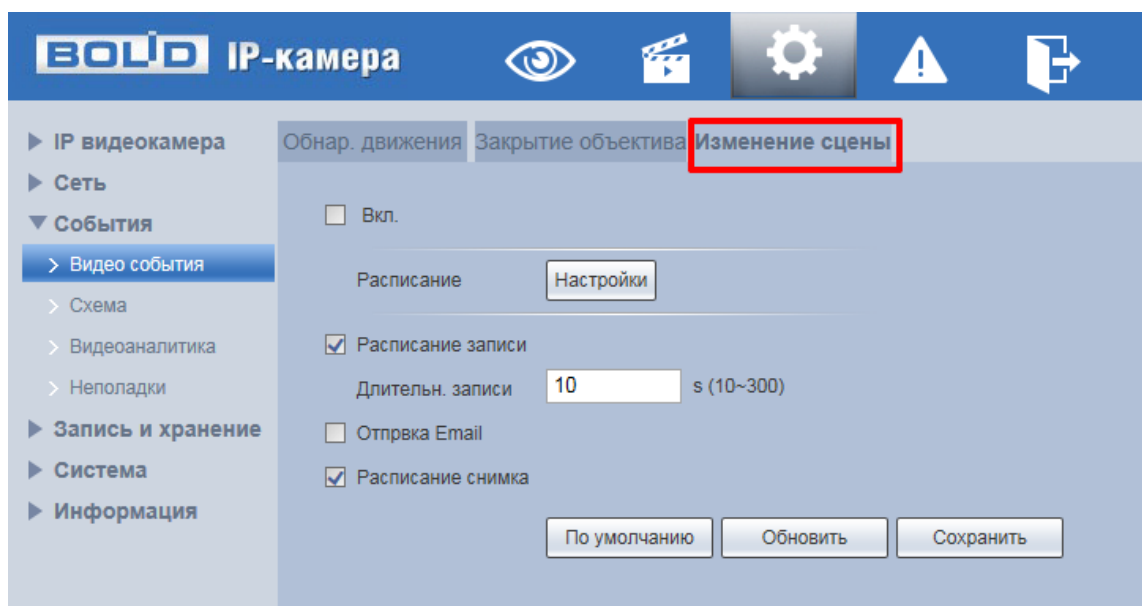 BOLID IP-камера
IP видеокамера
Сеть
События
Видео события
Схема
Видеоаналитика
Неполадки
Запись и хранение
Система
Информация
Обнар. движения Закрытие объектива Изменение сцены
Вкл.
Расписание Настройки
Расписание записи
Длительн. записи 10 s (10~300)
Отпрвка Email
Расписание снимка
По умолчанию Обновить Сохранить